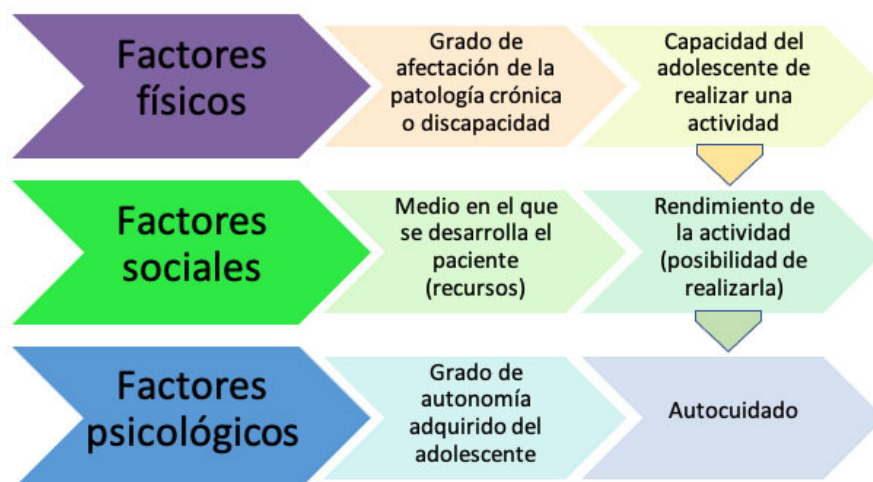 Factores
físicos
Grado de
afectación de la
patología crónica
o discapacidad
Capacidad del
adolescente de
realizar una
actividad
Factores
sociales
Medio en el que
se desarrolla el
paciente
(recursos)
Rendimiento de
la actividad
(posibilidad de
realizarla)
Factores
psicológicos
Grado de
autonomía
adquirido del
adolescente
Autocuidado